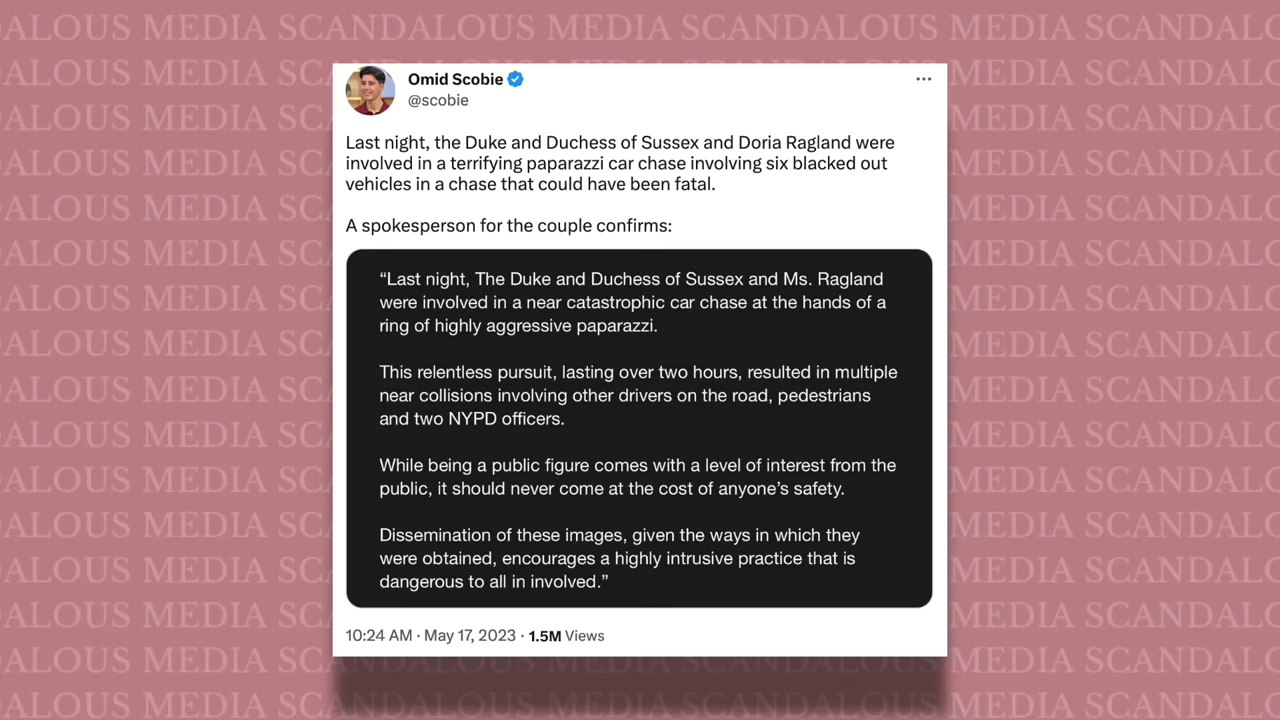 DALOUS MEDIA SCANDALOUS MEDIA SCANDALOUS MEDIA SCANDALO
Omid Scobie
@scobie
Last night, the Duke and Duchess of Sussex and Doria Ragland were
involved in a terrifying paparazzi car chase involving six blacked out
vehicles in a chase that could have been fatal.
A spokesperson for the couple confirms:
“Last night, The Duke and Duchess of Sussex and Ms. Ragland
were involved in a near catastrophic car chase at the hands of a
ring of highly aggressive paparazzi.
This relentless pursuit, lasting over two hours, resulted in multiple
near collisions involving other drivers on the road, pedestrians
and two NYPD officers.
While being a public figure comes with a level of interest from the
public, it should never come at the cost of anyone’s safety.
Dissemination of these images, given the ways in which they
were obtained, encourages a highly intrusive practice that is
dangerous to all in involved.”
10:24 AM · May 17, 2023 · 1.5M Views